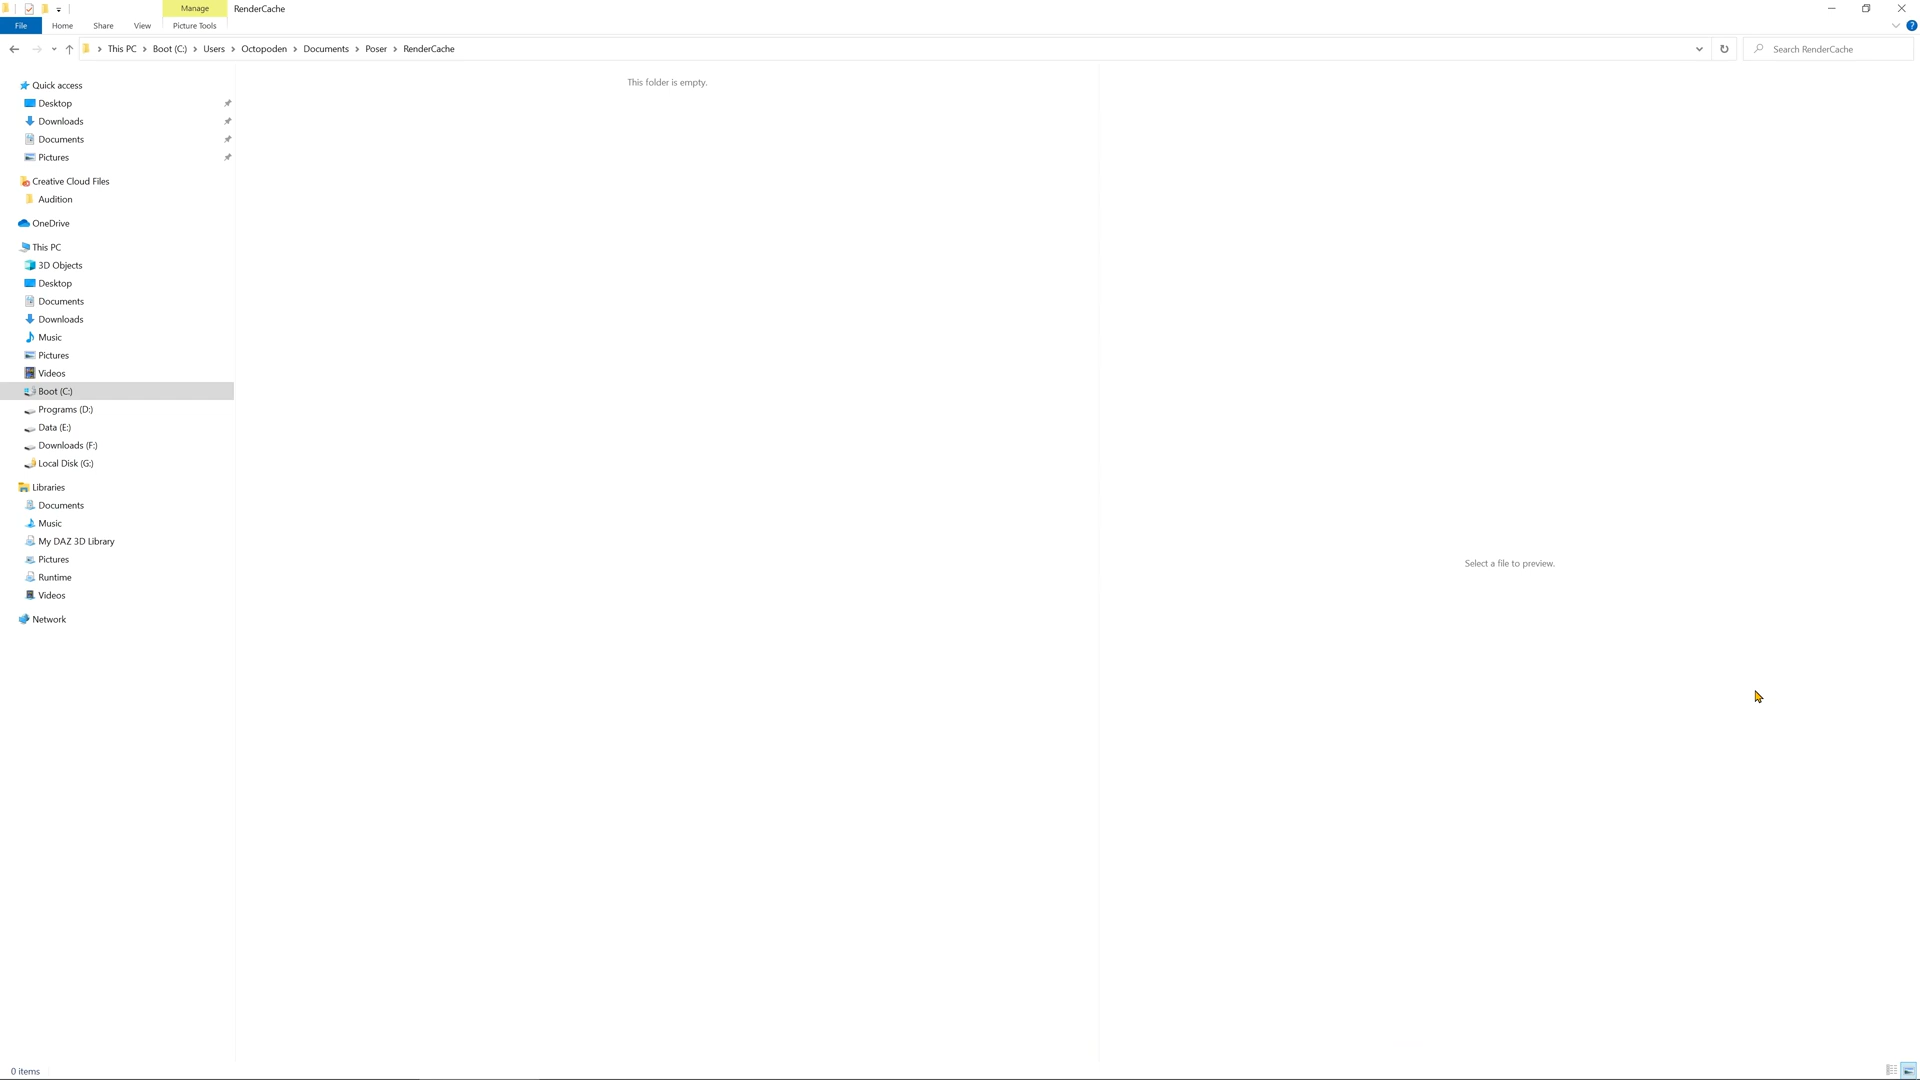 Manage
RenderCache
File
Home
Share
View
Picture Tools
This PC
Boot (C:)
Users
Octopoden
Documents
Poser
RenderCache
Search RenderCache
Quick access
Desktop
Downloads
Documents
Pictures
Creative Cloud Files
Audition
OneDrive
This PC
3D Objects
Desktop
Documents
Downloads
Music
Pictures
Videos
Boot (C:)
Programs (D:)
Data (E:)
Downloads (F:)
Local Disk (G:)
Libraries
Documents
Music
My DAZ 3D Library
Pictures
Runtime
Videos
Network
This folder is empty.
Select a file to preview.
0 items